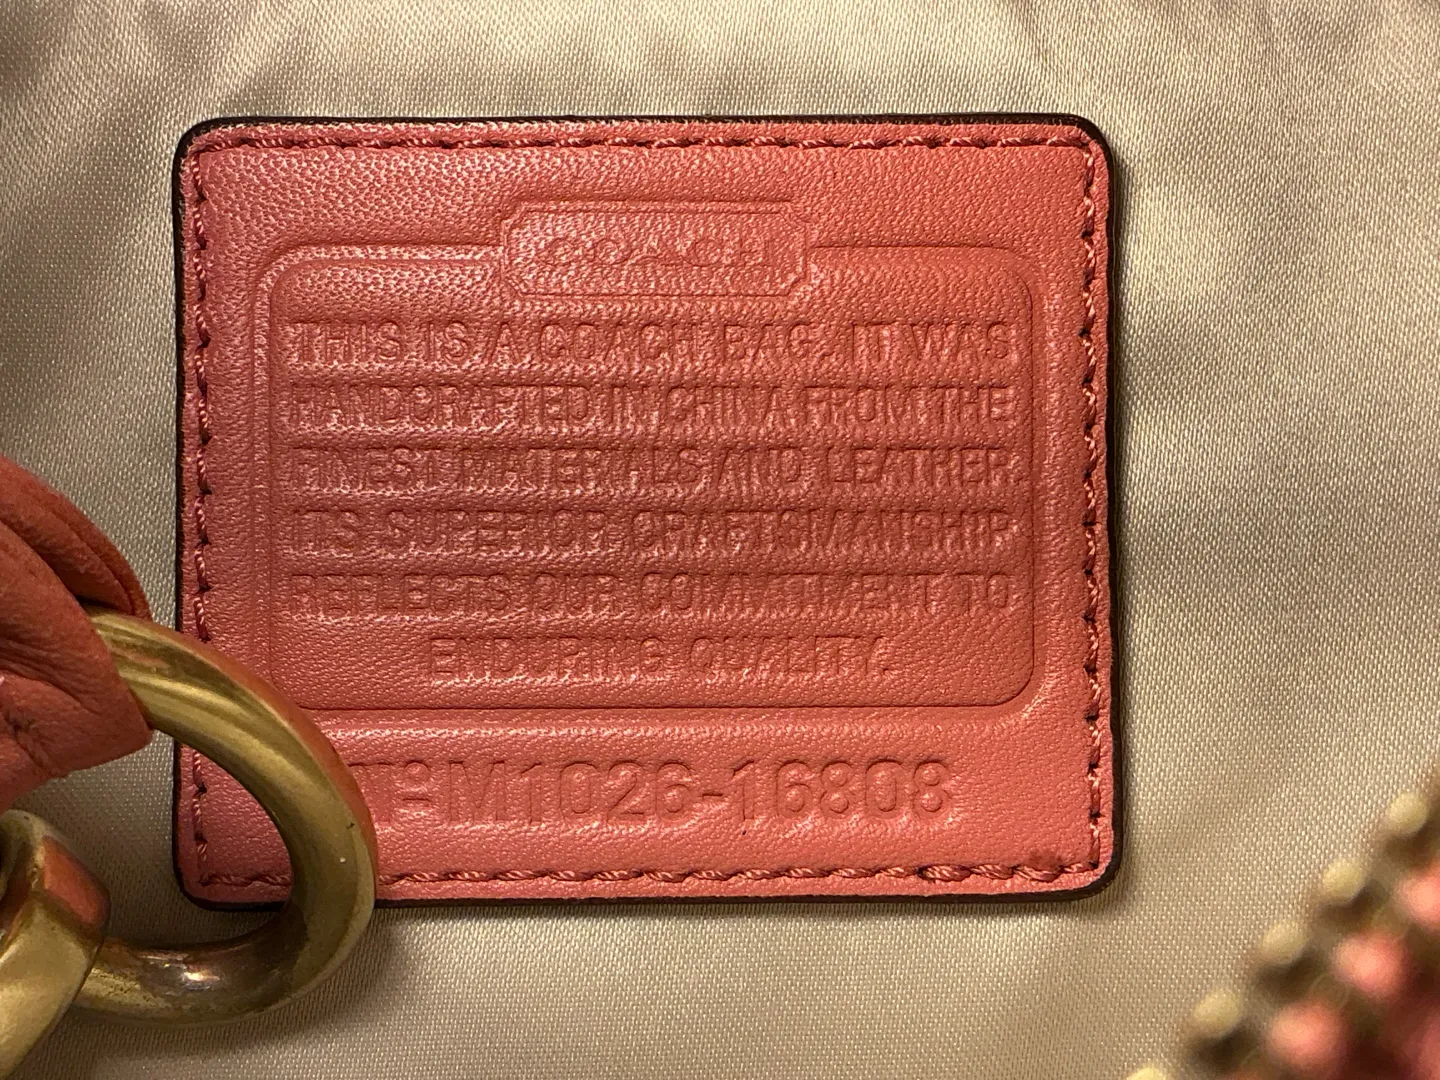 COACH
THIS IS A COACH BAG. IT WAS
HANDCRAFTED IN CHINA FROM THE
FINEST MATERIALS AND LEATHER.
ITS SUPERIOR CRAFTSMANSHIP
REFLECTS OUR COMMITMENT TO
ENDURING QUALITY.
Nº M1026-16808